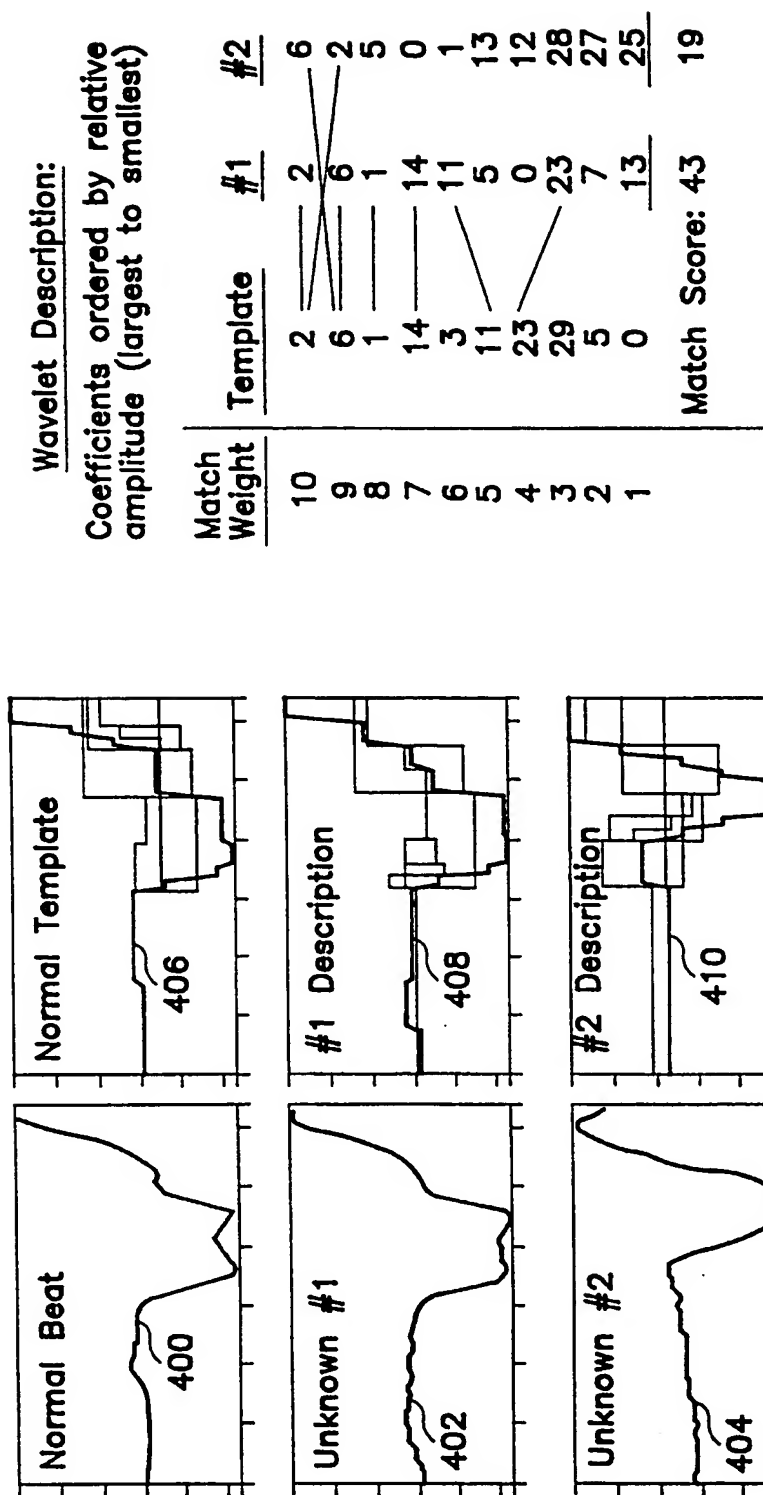 Normal Beat
400
Normal Template
406
Unknown #1
402
#1 Description
408
Unknown #2
404
#2 Description
410
Wavelet Description:
Coefficients ordered by relative
amplitude (largest to smallest)
Match
Weight Template #1 #2
10 2 2 6
9 6 6 2
8 1 1 5
7 14 14 0
6 3 11 1
5 11 5 13
4 23 0 12
3 29 23 28
2 5 7 27
1 0 13 25
Match Score: 43 19